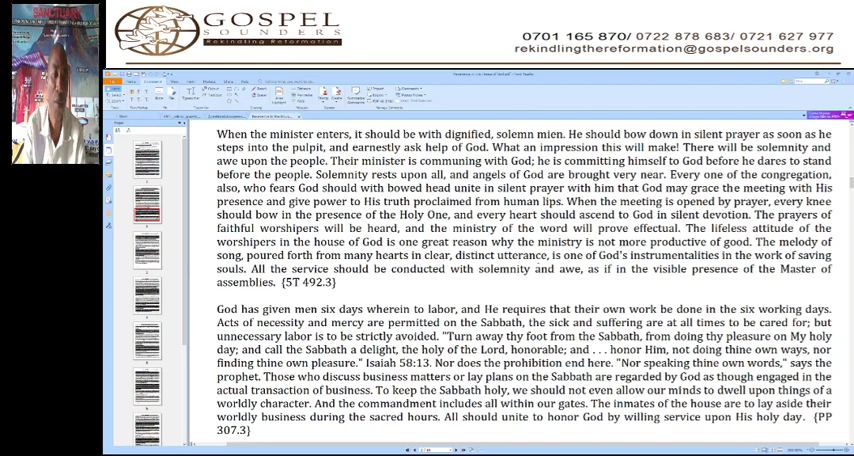 SANCTUARY
GOSPEL
SOUNDERS
Rekindling Reformation
0701 165 870/ 0722 878 683/ 0721 627 977
rekindlingthereformation@gospelsounders.org
When the minister enters, it should be with dignified, solemn mien. He should bow down in silent prayer as soon as he
steps into the pulpit, and earnestly ask help of God. What an impression this will make! There will be solemnity and
awe upon the people. Their minister is communing with God; he is committing himself to God before he dares to stand
before the people. Solemnity rests upon all, and angels of God are brought very near. Every one of the congregation,
also, who fears God should with bowed head unite in silent prayer with him that God may grace the meeting with His
presence and give power to His truth proclaimed from human lips. When the meeting is opened by prayer, every knee
should bow in the presence of the Holy One, and every heart should ascend to God in silent devotion. The prayers of
faithful worshipers will be heard, and the ministry of the word will prove effectual. The lifeless attitude of the
worshipers in the house of God is one great reason why the ministry is not more productive of good. The melody of
song, poured forth from many hearts in clear, distinct utterance, is one of God's instrumentalities in the work of saving
souls. All the service should be conducted with solemnity and awe, as if in the visible presence of the Master of
assemblies. {5T 492.3}
God has given men six days wherein to labor, and He requires that their own work be done in the six working days.
Acts of necessity and mercy are permitted on the Sabbath, the sick and suffering are at all times to be cared for; but
unnecessary labor is to be strictly avoided. "Turn away thy foot from the Sabbath, from doing thy pleasure on My holy
day; and call the Sabbath a delight, the holy of the Lord, honorable; and . . . honor Him, not doing thine own ways, nor
finding thine own pleasure." Isaiah 58:13. Nor does the prohibition end here. "Nor speaking thine own words," says the
prophet. Those who discuss business matters or lay plans on the Sabbath are regarded by God as though engaged in the
actual transaction of business. To keep the Sabbath holy, we should not even allow our minds to dwell upon things of a
worldly character. And the commandment includes all within our gates. The inmates of the house are to lay aside their
worldly business during the sacred hours. All should unite to honor God by willing service upon His holy day. {PP
307.3}